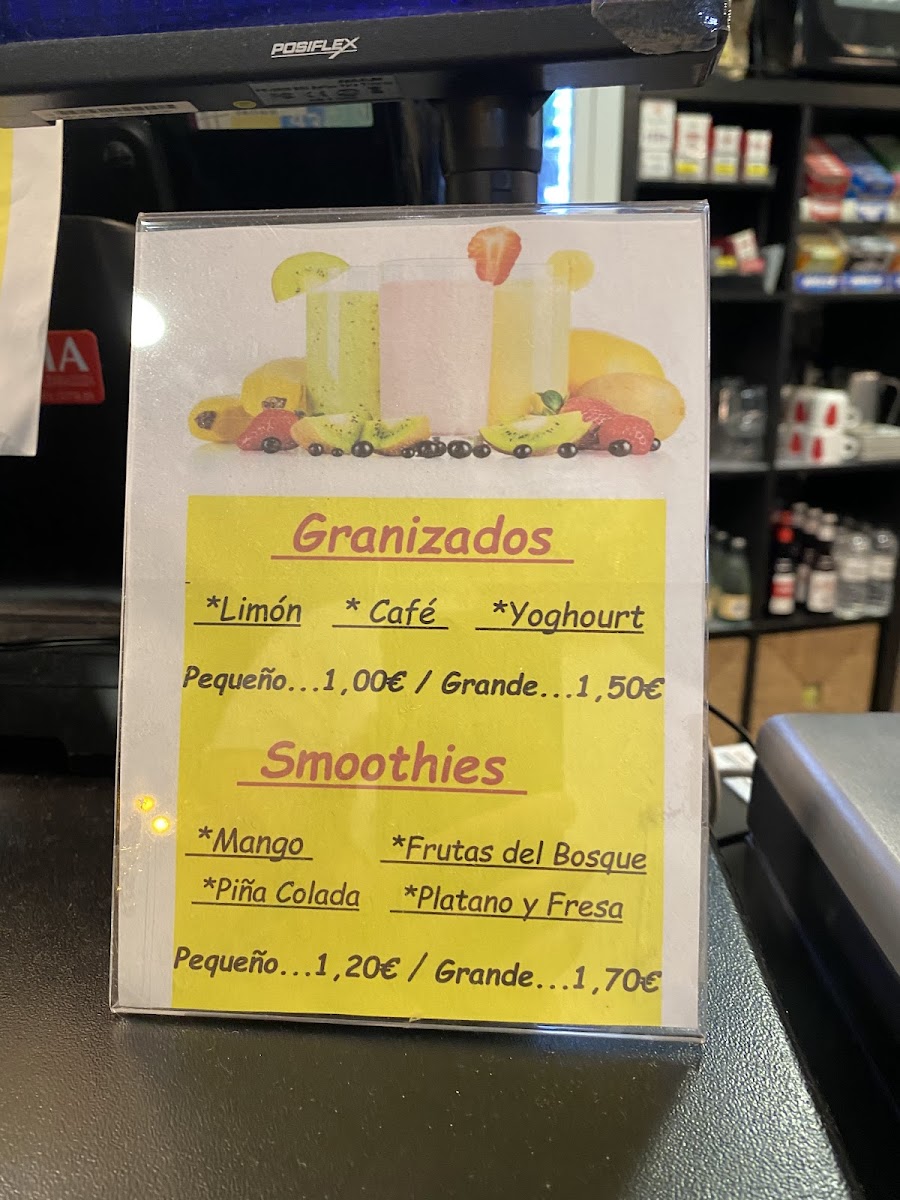 POSIFLEX
MA
Granizados
*Limón * Café *Yoghourt
Pequeño...1,00€ / Grande...1,50€
Smoothies
*Mango *Frutas del Bosque
*Piña Colada *Platano y Fresa
Pequeño...1,20€ / Grande...1,70€